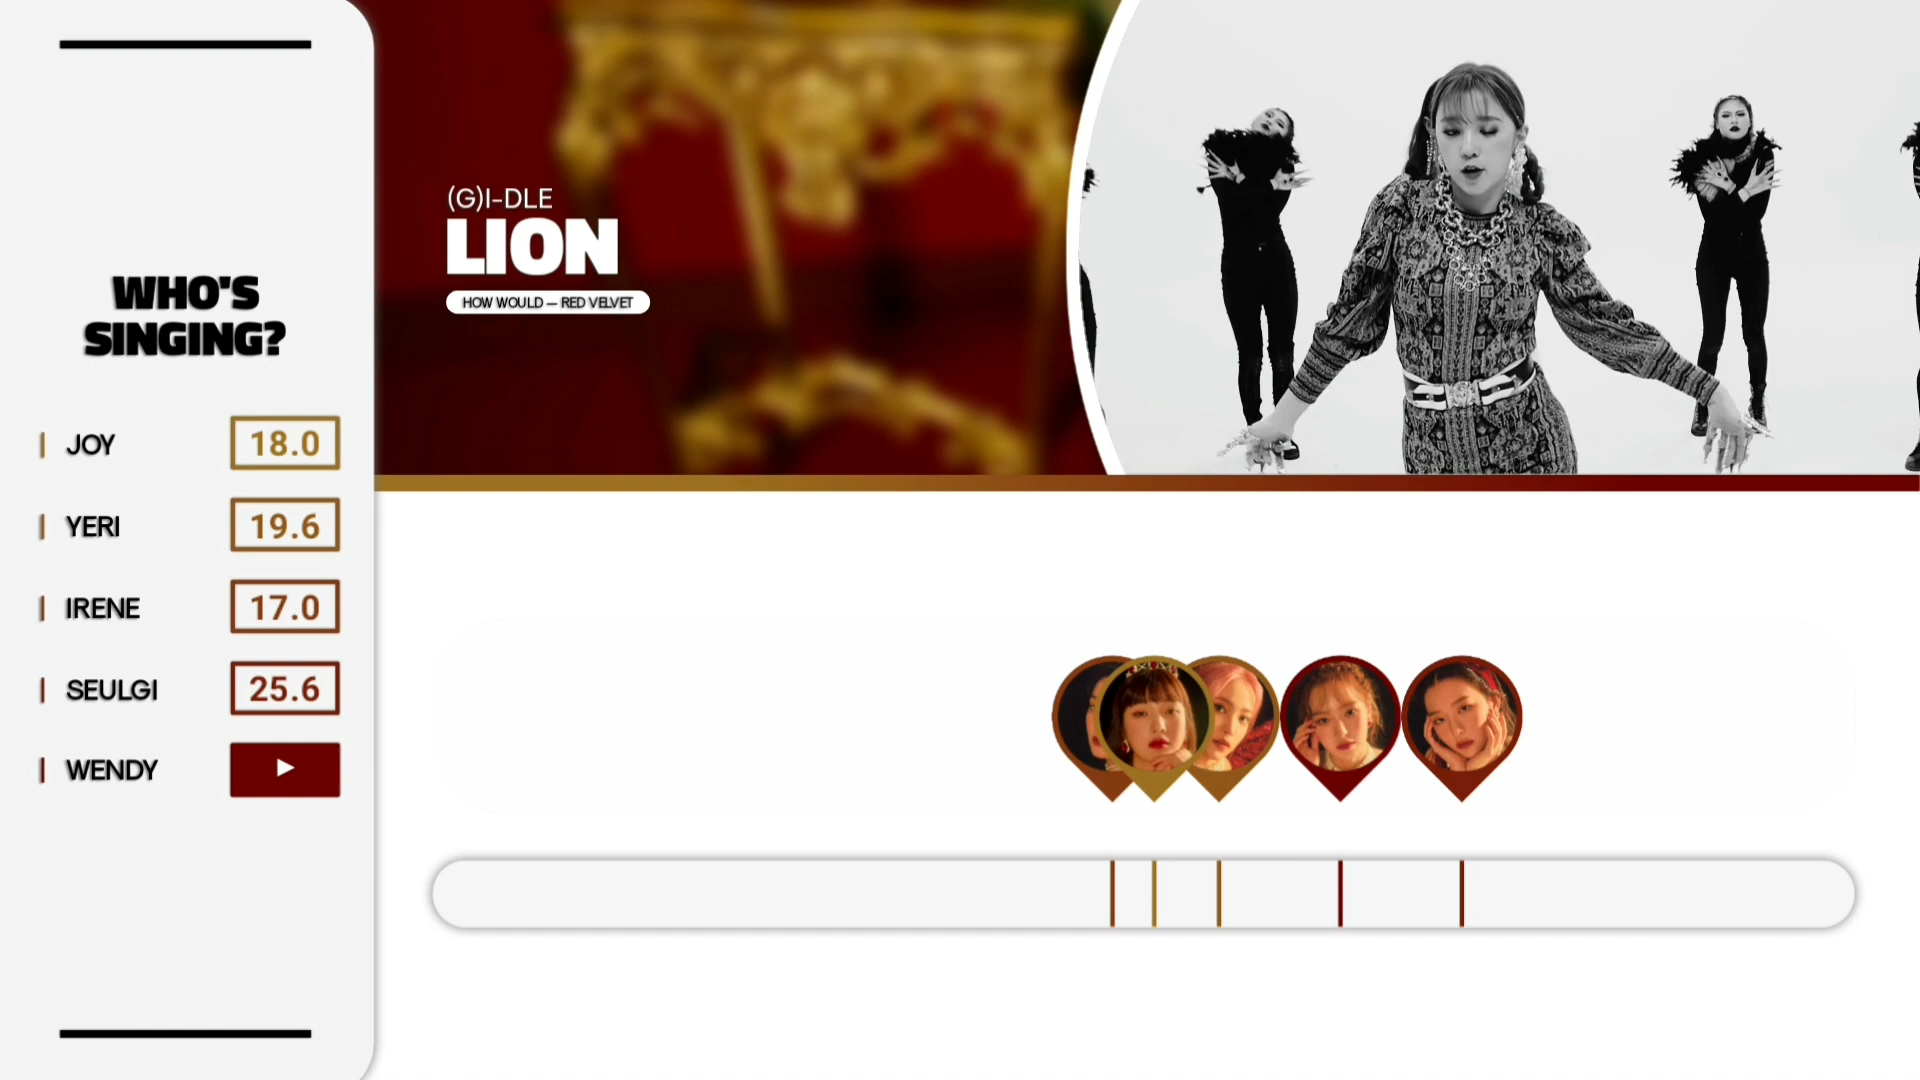 WHO'S
SINGING?
JOY 18.0
YERI 19.6
IRENE 17.0
SEULGI 25.6
WENDY
(G)I-DLE
LION
HOW WOULD — RED VELVET